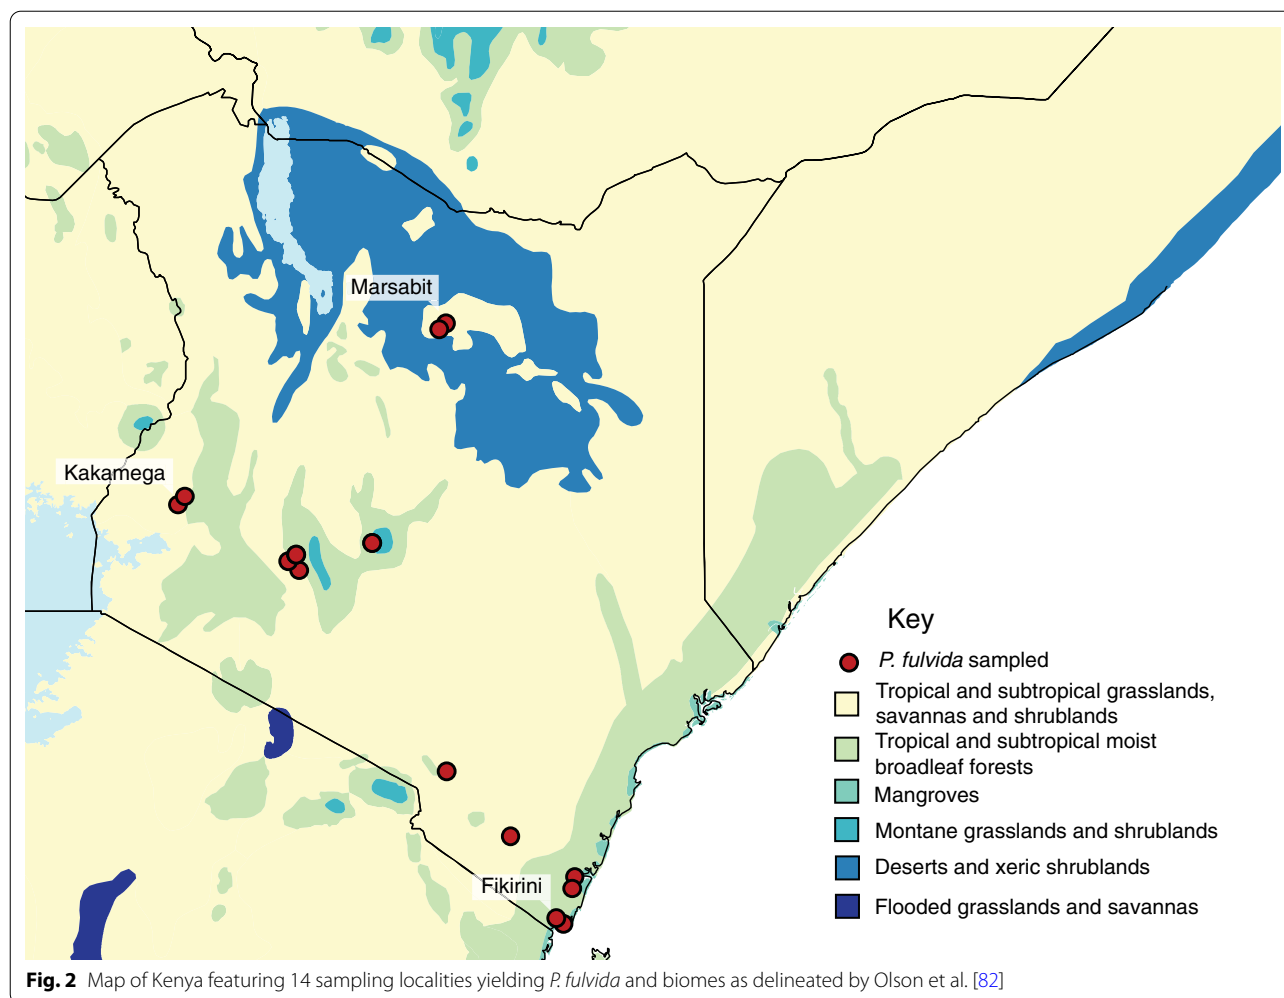 Marsabit
Kakamega
Fikirini
Key
P. fulvida sampled
Tropical and subtropical grasslands,
savannas and shrublands
Tropical and subtropical moist
broadleaf forests
Mangroves
Montane grasslands and shrublands
Deserts and xeric shrublands
Flooded grasslands and savannas
Fig. 2 Map of Kenya featuring 14 sampling localities yielding P. fulvida and biomes as delineated by Olson et al. [82]